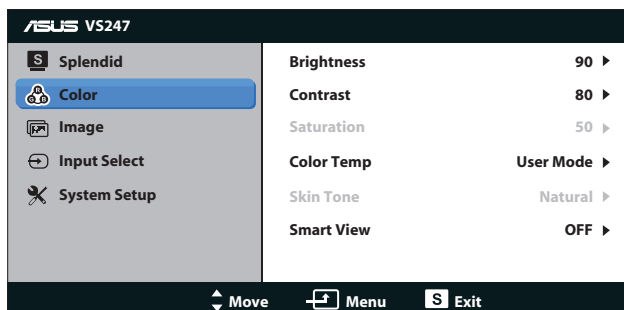 ASUS VS247
S Splendid
R G B Color
Image
Input Select
System Setup
Brightness 90
Contrast 80
Saturation 50
Color Temp User Mode
Skin Tone Natural
Smart View OFF
Move Menu S Exit